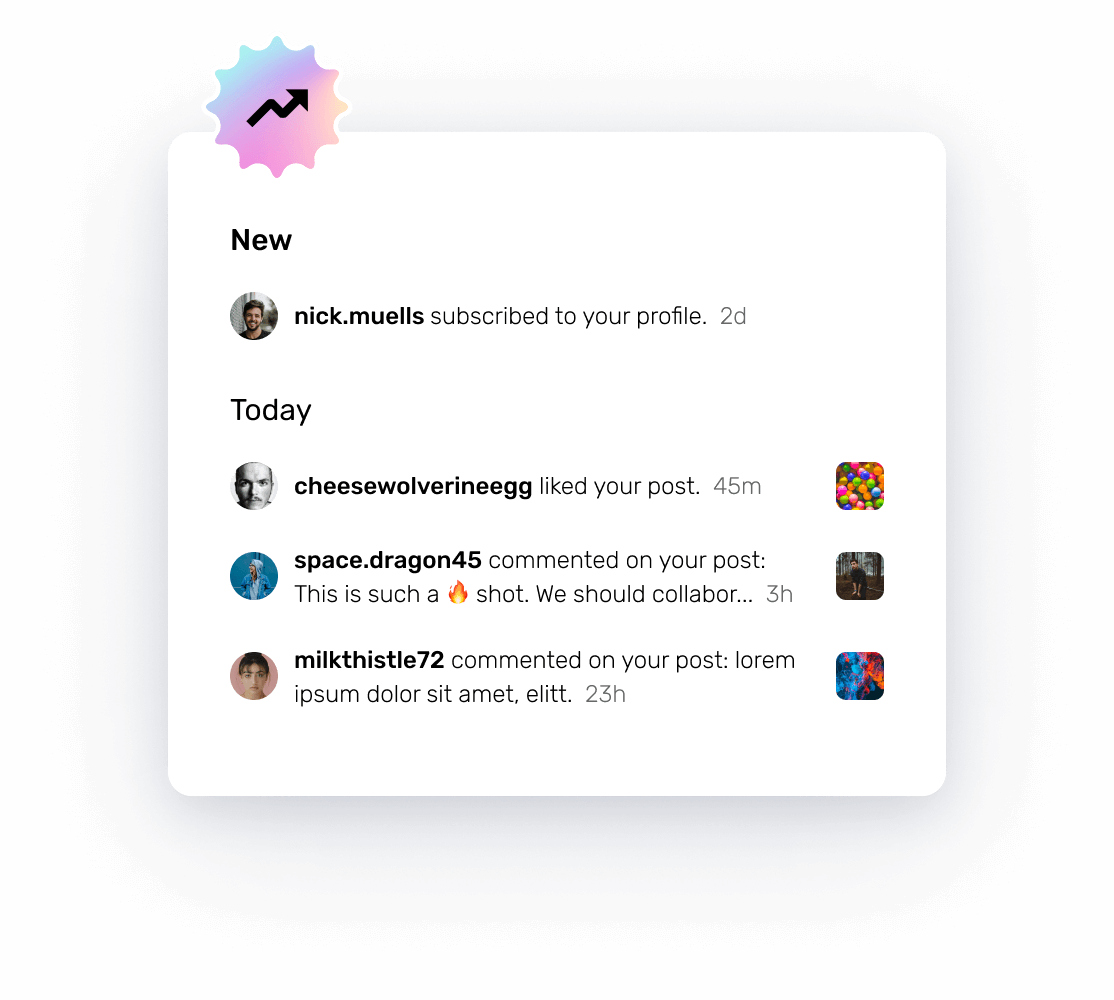 New
nick.muells subscribed to your profile. 2d
Today
cheesewolverineegg liked your post. 45m
space.dragon45 commented on your post:
This is such a 🔥 shot. We should collabor... 3h
milkthistle72 commented on your post: lorem
ipsum dolor sit amet, elitt. 23h